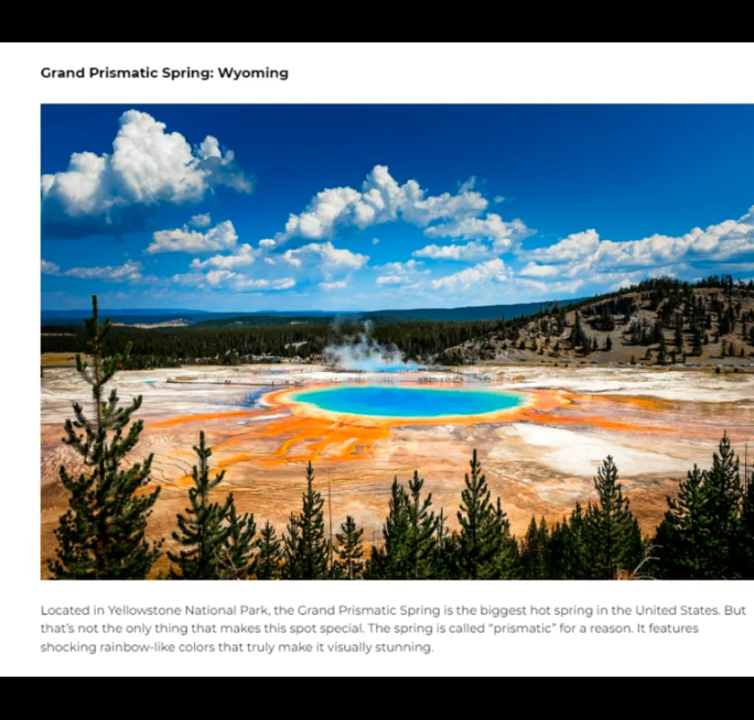 Grand Prismatic Spring: Wyoming
Located in Yellowstone National Park, the Grand Prismatic Spring is the biggest hot spring in the United States. But
that's not the only thing that makes this spot special. The spring is called "prismatic" for a reason. It features
shocking rainbow-like colors that truly make it visually stunning.